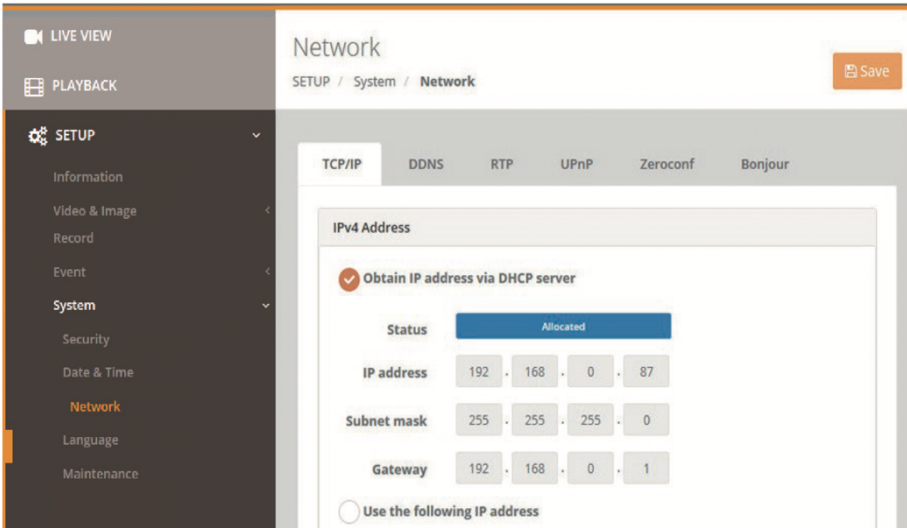 LIVE VIEW
PLAYBACK
SETUP
Information
Video & Image
Record
Event
System
Security
Date & Time
Network
Language
Maintenance
Network
SETUP / System / Network
Save
TCP/IP DDNS RTP UPnP Zeroconf Bonjour
IPv4 Address
Obtain IP address via DHCP server
Status Allocated
IP address 192 . 168 . 0 . 87
Subnet mask 255 . 255 . 255 . 0
Gateway 192 . 168 . 0 . 1
Use the following IP address